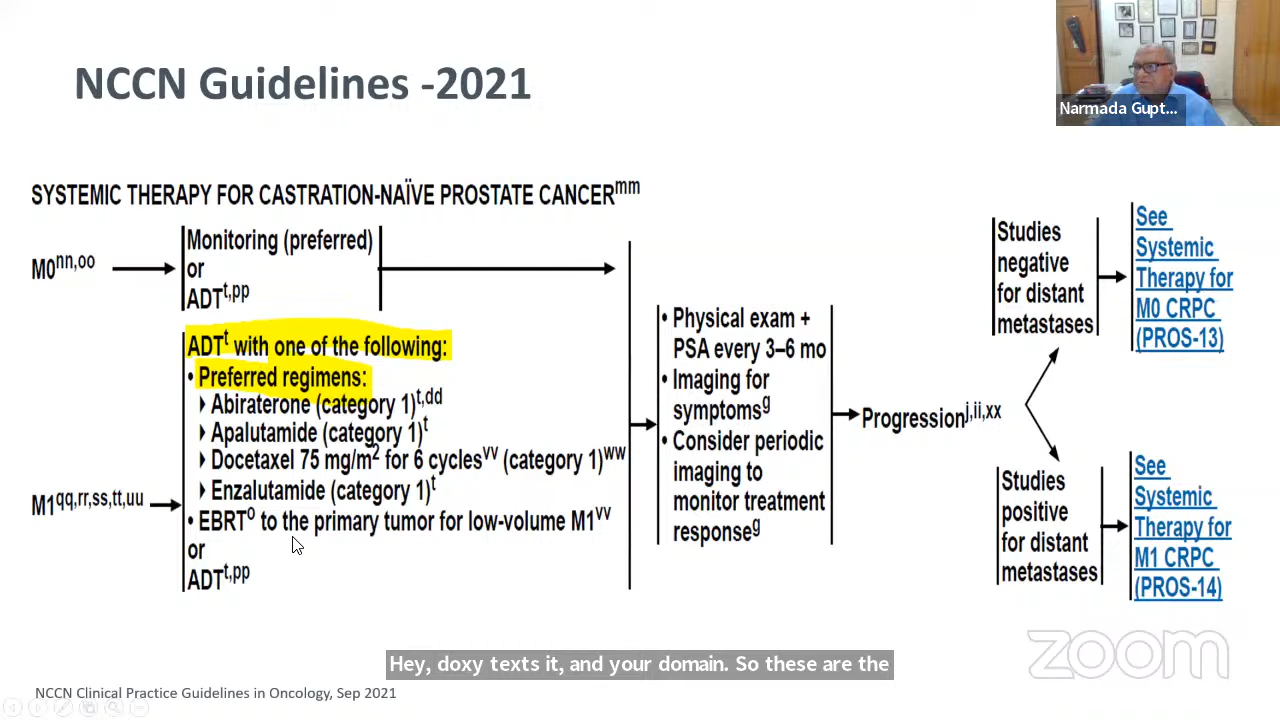 NCCN Guidelines -2021
Narmada Gupt...
SYSTEMIC THERAPY FOR CASTRATION-NAÏVE PROSTATE CANCERmm
M0nn,oo
Monitoring (preferred)
or
ADTt,pp
M1qq,rr,ss,tt,uu
ADTt with one of the following:
• Preferred regimens:
Abiraterone (category 1)t,dd
Apalutamide (category 1)t
Docetaxel 75 mg/m2 for 6 cyclesvv (category 1)ww
Enzalutamide (category 1)t
• EBRTo to the primary tumor for low-volume M1vv
or
ADTt,pp
• Physical exam +
PSA every 3–6 mo
• Imaging for
symptomsg
• Consider periodic
imaging to
monitor treatment
responseg
Progressionj,ii,xx
Studies
negative
for distant
metastases
See
Systemic
Therapy for
M0 CRPC
(PROS-13)
Studies
positive
for distant
metastases
See
Systemic
Therapy for
M1 CRPC
(PROS-14)
zoom
Hey, doxy texts it, and your domain. So these are the
NCCN Clinical Practice Guidelines in Oncology, Sep 2021